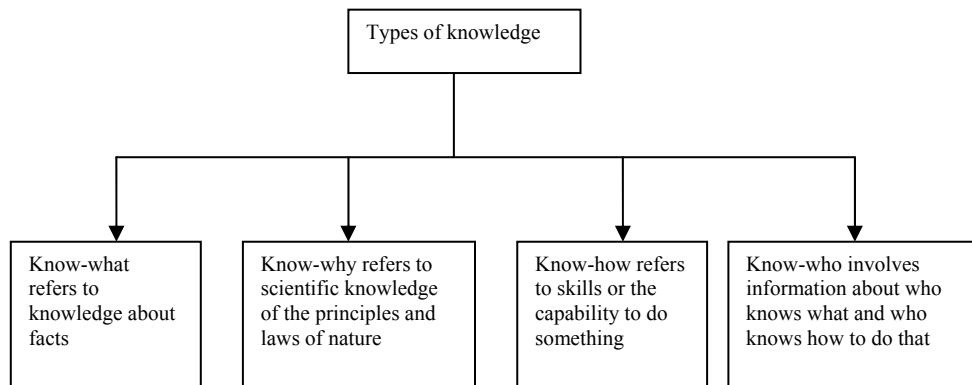 Types of knowledge
Know-what
refers to
knowledge about
facts
Know-why refers to
scientific knowledge
of the principles and
laws of nature
Know-how refers
to skills or the
capability to do
something
Know-who involves
information about who
knows what and who
knows how to do that